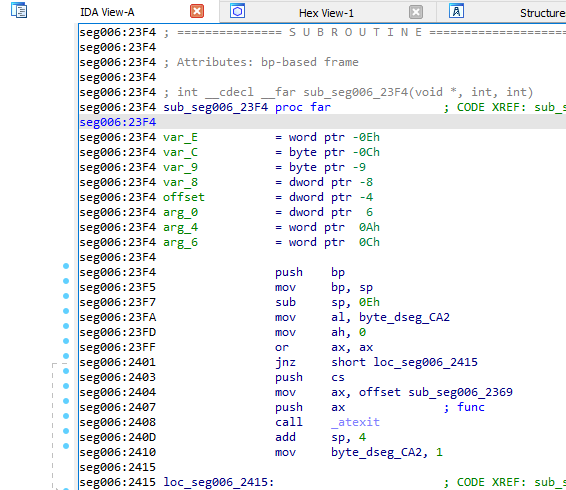 IDA View-A Hex View-1 Structure
seg006:23F4 ; =============== S U B R O U T I N E =====================
seg006:23F4
seg006:23F4 ; Attributes: bp-based frame
seg006:23F4
seg006:23F4 ; int __cdecl __far sub_seg006_23F4(void *, int, int)
seg006:23F4 sub_seg006_23F4 proc far ; CODE XREF: sub_s
seg006:23F4
seg006:23F4 var_E = word ptr -0Eh
seg006:23F4 var_C = byte ptr -0Ch
seg006:23F4 var_9 = byte ptr -9
seg006:23F4 var_8 = dword ptr -8
seg006:23F4 offset = dword ptr -4
seg006:23F4 arg_0 = dword ptr 6
seg006:23F4 arg_4 = word ptr 0Ah
seg006:23F4 arg_6 = word ptr 0Ch
seg006:23F4
seg006:23F4 push bp
seg006:23F5 mov bp, sp
seg006:23F7 sub sp, 0Eh
seg006:23FA mov al, byte_dseg_CA2
seg006:23FD mov ah, 0
seg006:23FF or ax, ax
seg006:2401 jnz short loc_seg006_2415
seg006:2403 push cs
seg006:2404 mov ax, offset sub_seg006_2369
seg006:2407 push ax ; func
seg006:2408 call _atexit
seg006:240D add sp, 4
seg006:2410 mov byte_dseg_CA2, 1
seg006:2415
seg006:2415 loc_seg006_2415: ; CODE XREF: sub_s